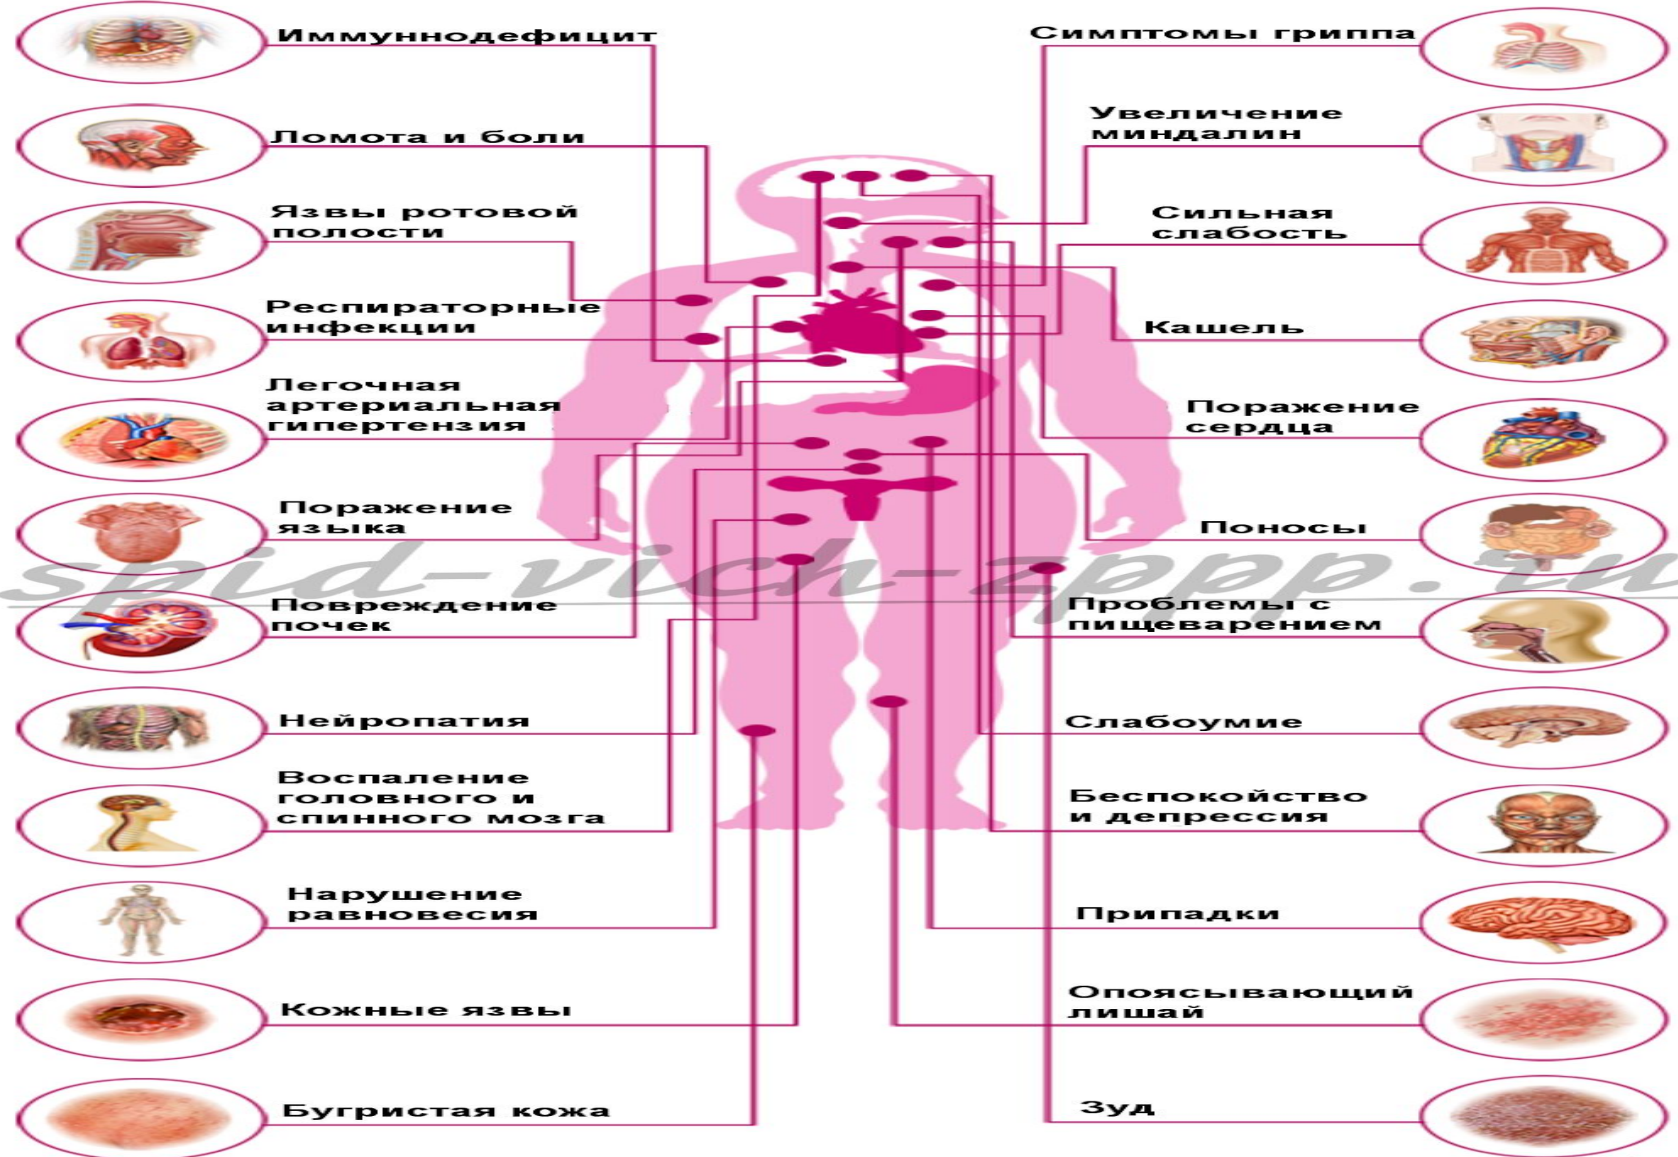 Иммуннодефицит
Ломота и боли
Язвы ротовой
полости
Респираторные
инфекции
Легочная
артериальная
гипертензия
Поражение
языка
Повреждение
почек
Нейропатия
Воспаление
головного и
спинного мозга
Нарушение
равновесия
Кожные язвы
Бугристая кожа
Симптомы гриппа
Увеличение
миндалин
Сильная
слабость
Кашель
Поражение
сердца
Поносы
Проблемы с
пищеварением
Слабоумие
Беспокойство
и депрессия
Припадки
Опоясывающий
лишай
Зуд
spid-vich-zppp.ru